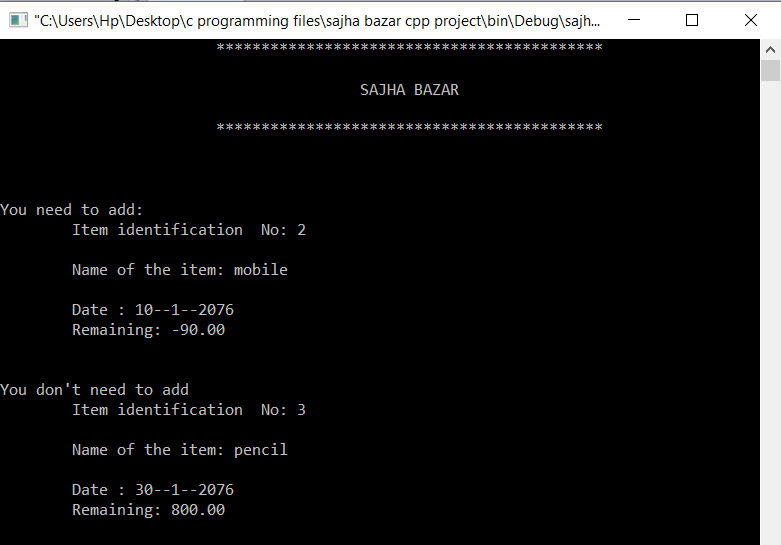 "C:\Users\Hp\Desktop\c programming files\sajha bazar cpp project\bin\Debug\sajh...
*******************************************
SAJHA BAZAR
*******************************************
You need to add:
Item identification  No: 2
Name of the item: mobile
Date : 10--1--2076
Remaining: -90.00
You don't need to add
Item identification  No: 3
Name of the item: pencil
Date : 30--1--2076
Remaining: 800.00